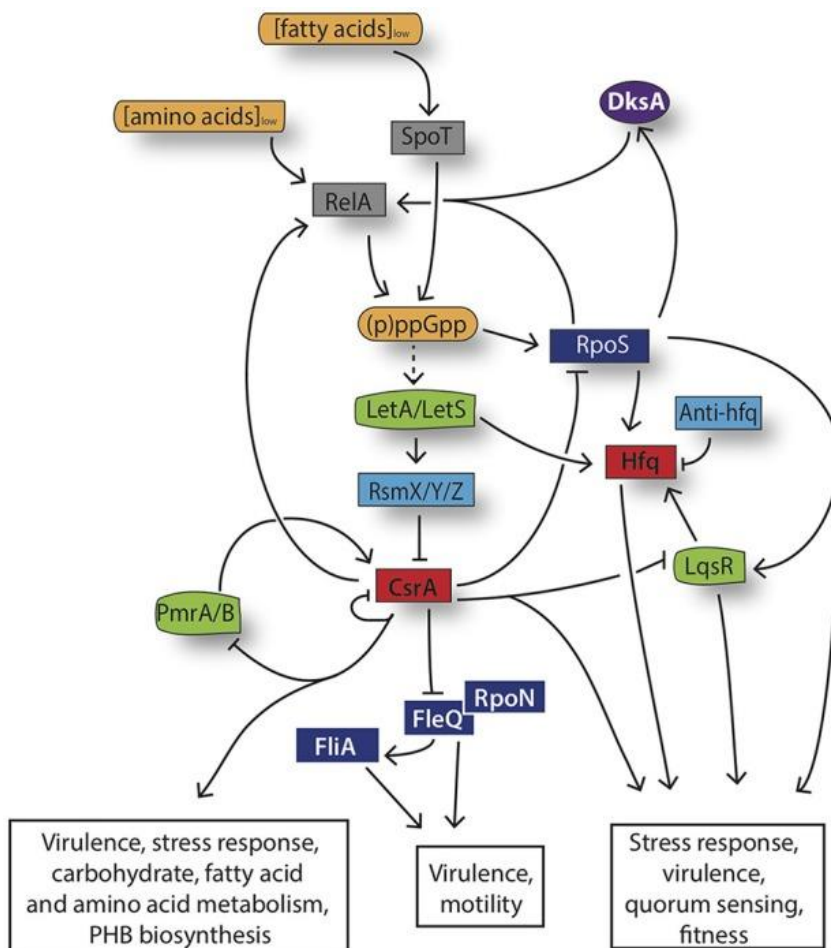 [fatty acids]low
DksA
[amino acids]low
SpoT
RelA
(p)ppGpp
RpoS
LetA/LetS
Anti-hfq
Hfq
RsmX/Y/Z
LqsR
CsrA
PmrA/B
RpoN
FleQ
FliA
Virulence, stress response,
carbohydrate, fatty acid
and amino acid metabolism,
PHB biosynthesis
Virulence,
motility
Stress response,
virulence,
quorum sensing,
fitness